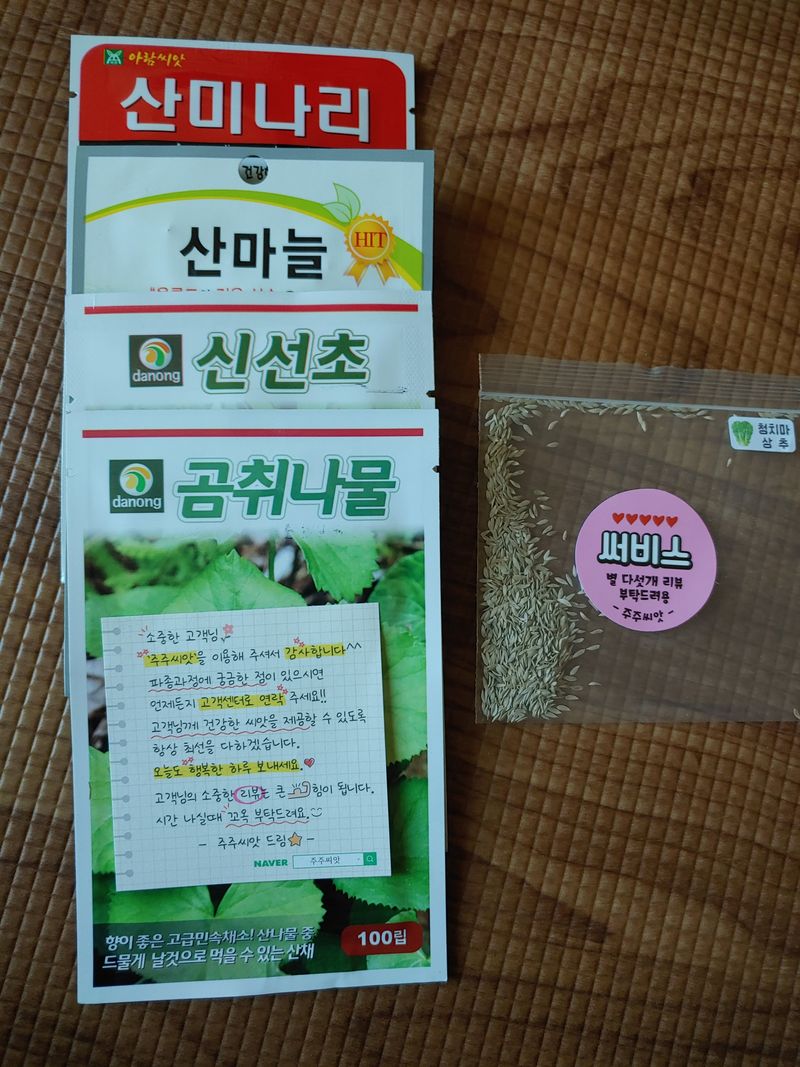 아람씨앗
산미나리
건강
산마늘
HIT
danong
신선초
danong
곰취나물
소중한 고객님,
'주주씨앗'을 이용해 주셔서 감사합니다^^
파종과정에 궁금한 점이 있으시면
언제든지 고객센터로 연락 주세요!!
고객님께 건강한 씨앗을 제공할 수 있도록
항상 최선을 다하겠습니다.
오늘도 행복한 하루 보내세요.
고객님의 소중한 리뷰는 큰 힘이 됩니다.
시간 나실때 꼬옥 부탁드려요.
- 주주씨앗 드림 -
NAVER 주주씨앗
향이 좋은 고급민속채소! 산나물 중
드물게 날것으로 먹을 수 있는 산채
100립
청치마
상추
써비스
별 다섯개 리뷰
부탁드려용
- 주주씨앗 -